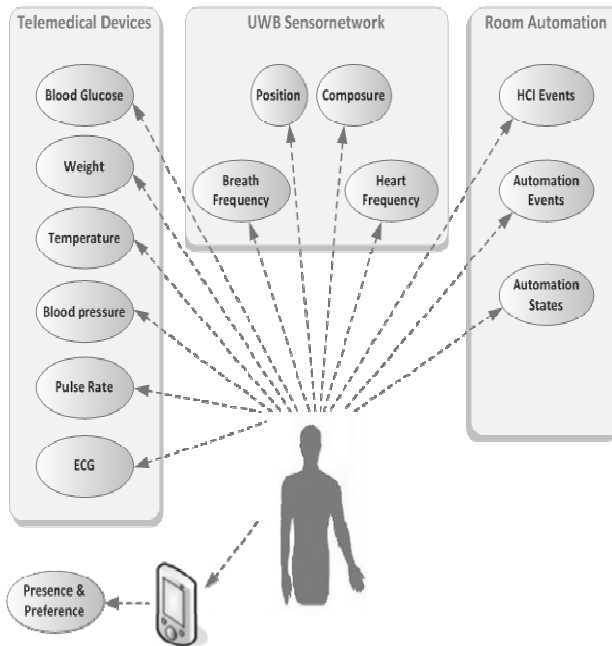 Telemedical Devices
Blood Glucose
Weight
Temperature
Blood pressure
Pulse Rate
ECG
UWB Sensornetwork
Position
Composure
Breath
Frequency
Heart
Frequency
Room Automation
HCI Events
Automation
Events
Automation
States
Presence &
Preference